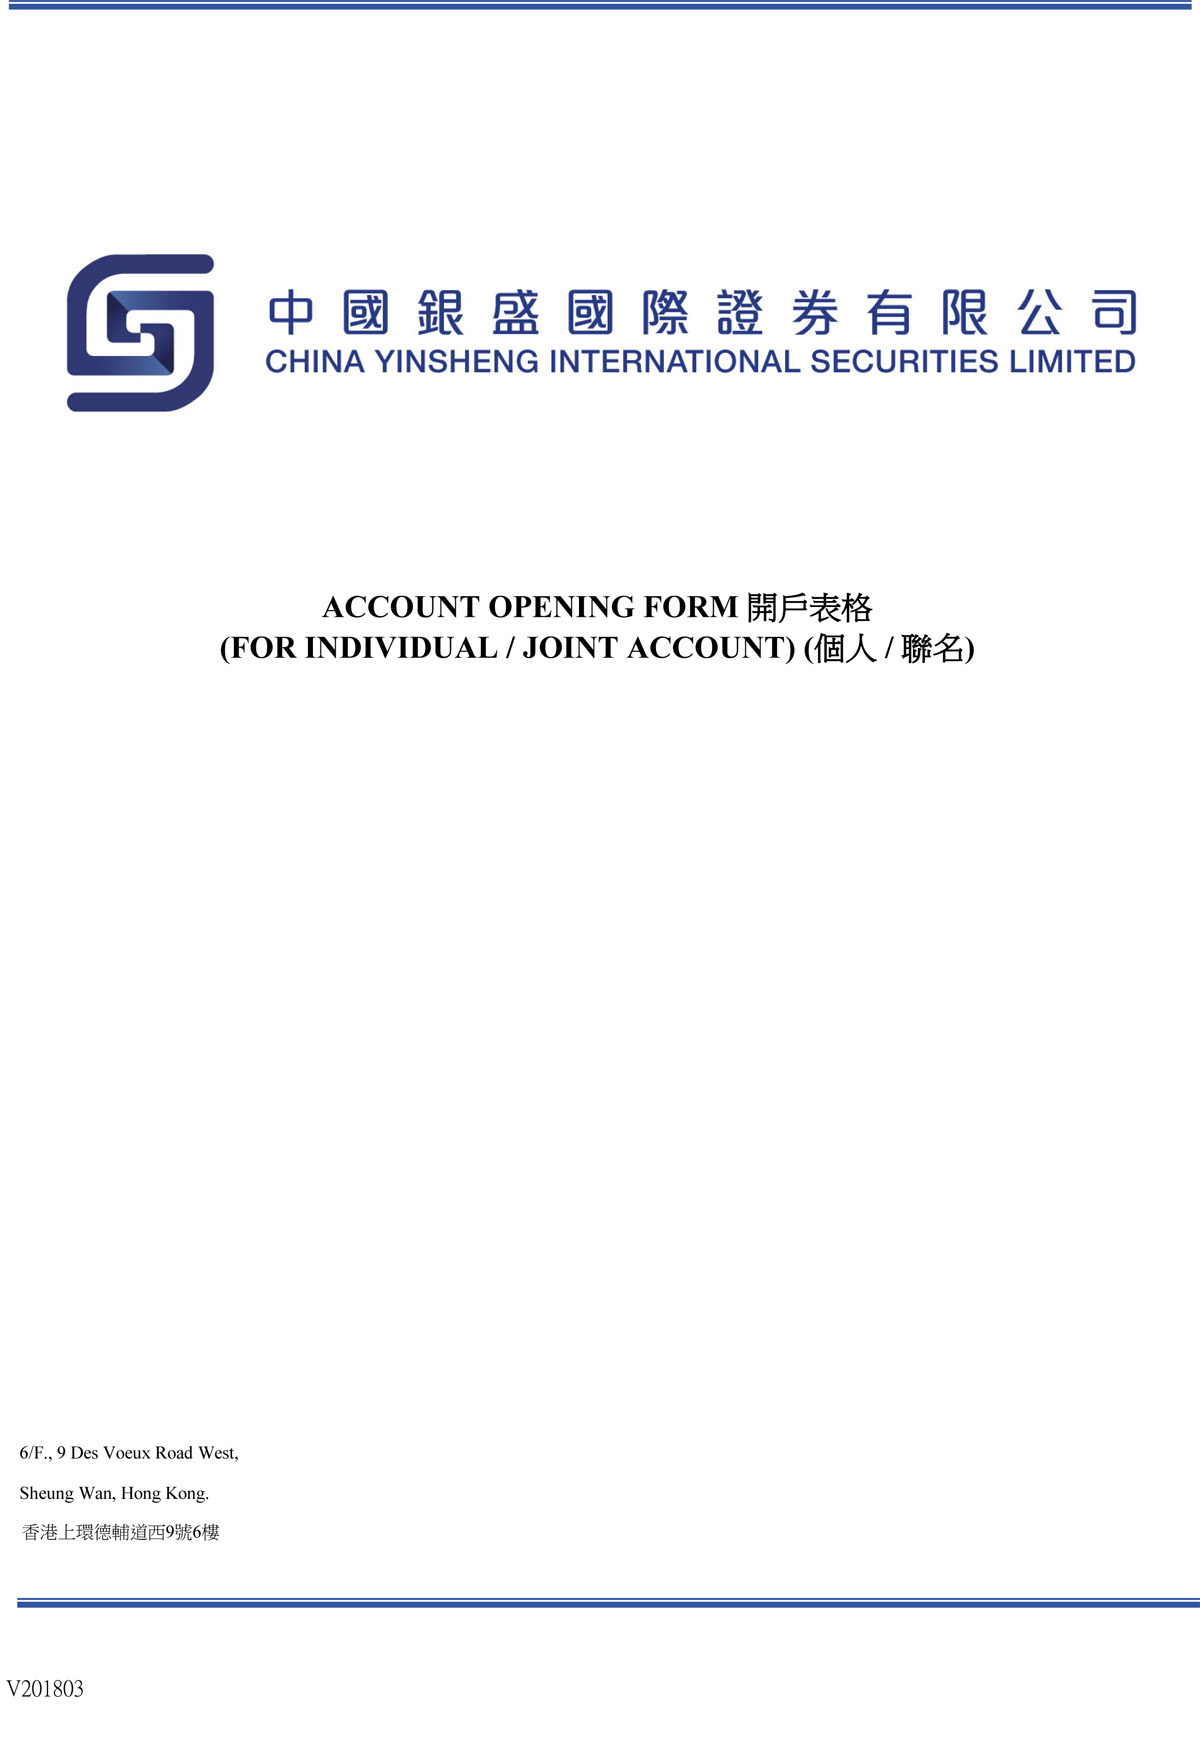 中國銀盛國際證券有限公司
CHINA YINSHENG INTERNATIONAL SECURITIES LIMITED
ACCOUNT OPENING FORM 開戶表格
(FOR INDIVIDUAL / JOINT ACCOUNT) (個人 / 聯名)
6/F., 9 Des Voeux Road West,
Sheung Wan, Hong Kong.
香港上環德輔道西9號6樓
V201803